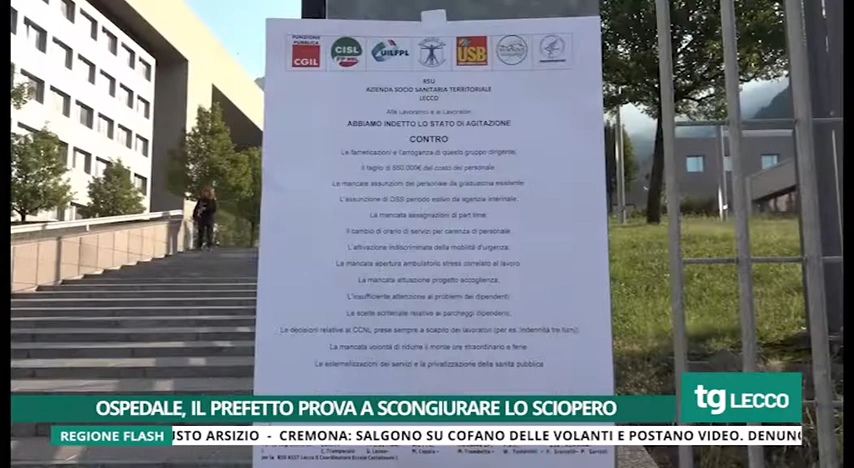 FUNZIONE
PUBBLICA
CGIL
CISL
FP
UILFPL
USB
RSU
AZIENDA SOCIO SANITARIA TERRITORIALE
LECCO
Alle Lavoratrici e ai Lavoratori
ABBIAMO INDETTO LO STATO DI AGITAZIONE
CONTRO
Le farneticazioni e l'arroganza di questo gruppo dirigente;
Il taglio di 550.000€ del costo del personale
Le mancate assunzioni del personale da graduatoria esistente
L'assunzione di OSS periodo estivo da agenzia interinale
La mancata assegnazioni di part time
Il cambio di orario di servizi per carenza di personale
L'attivazione indiscriminata della mobilità d'urgenza;
La mancata apertura ambulatorio stress correlato al lavoro
La mancata attuazione progetto accoglienza;
L'insufficiente attenzione ai problemi dei dipendenti;
Le scelte scriteriate relative ai parcheggi dipendenti;
Le decisioni relative al CCNL prese sempre a scapito dei lavoratori (per es. indennità tre turni)
La mancata volontà di ridurre il monte ore straordinario e ferie
Le esternalizzazioni dei servizi e la privatizzazione della sanità pubblica
tg LECCO
OSPEDALE, IL PREFETTO PROVA A SCONGIURARE LO SCIOPERO
REGIONE FLASH
USTO ARSIZIO - CREMONA: SALGONO SU COFANO DELLE VOLANTI E POSTANO VIDEO. DENUNC